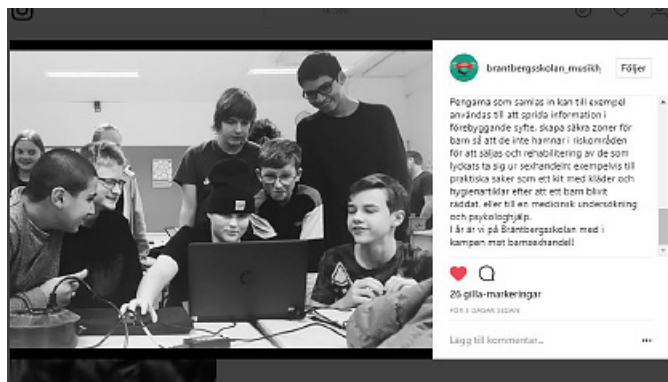 brantbergsskolan_musikh
Följer
Pengarna som samlas in kan till exempel
användas till att sprida information i
förebyggande syfte, skapa säkra zoner för
barn så att de inte hamnar i riskområden
för att säljas och rehabilitering av de som
lyckats ta sig ur sexhandeln: exempelvis till
praktiska saker som ett kit med kläder och
hygienartiklar efter att ett barn blivit
räddat, eller till en medicinsk undersökning
och psykologhjälp.
I år är vi på Bräntbergsskolan med i
kampen mot barnsexhandel!
26 gilla-markeringar
FÖR 3 DAGAR SEDAN
Lägg till kommentar...